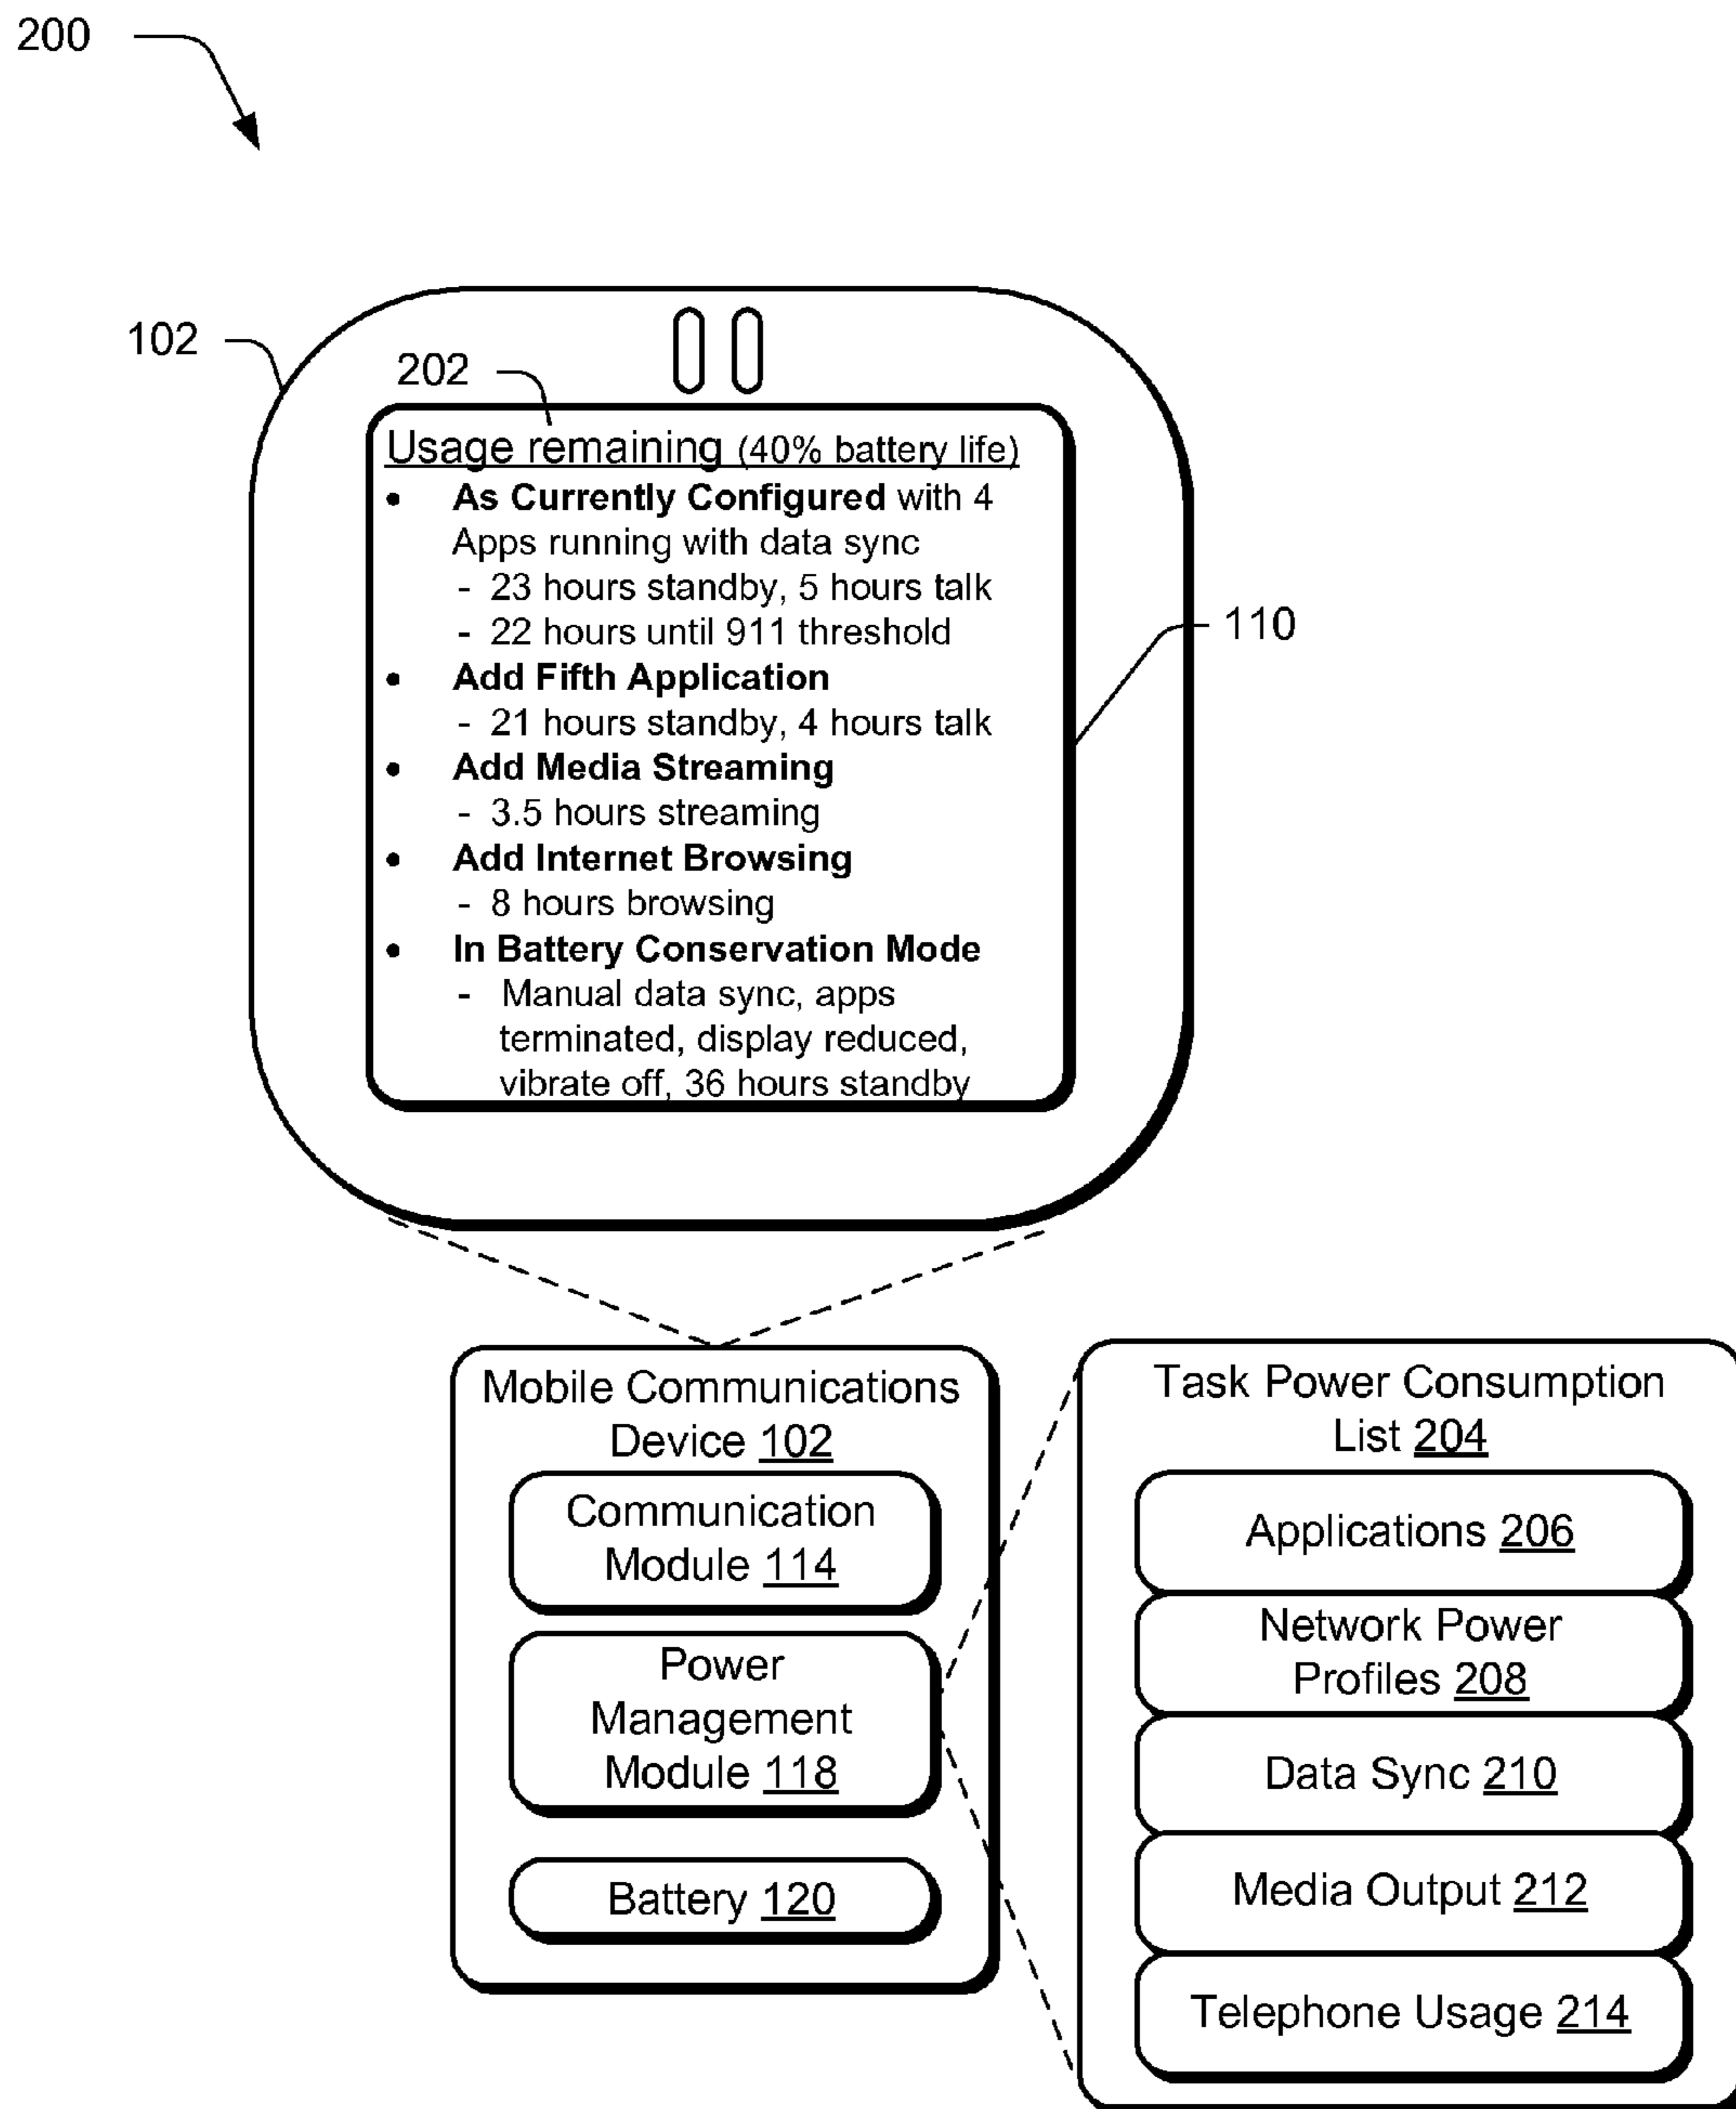 200
102
202
Usage remaining (40% battery life)
• As Currently Configured with 4
Apps running with data sync
- 23 hours standby, 5 hours talk
- 22 hours until 911 threshold
110
• Add Fifth Application
- 21 hours standby, 4 hours talk
• Add Media Streaming
- 3.5 hours streaming
• Add Internet Browsing
- 8 hours browsing
• In Battery Conservation Mode
- Manual data sync, apps
terminated, display reduced,
vibrate off, 36 hours standby
Mobile Communications
Device 102
Communication
Module 114
Power
Management
Module 118
Battery 120
Task Power Consumption
List 204
Applications 206
Network Power
Profiles 208
Data Sync 210
Media Output 212
Telephone Usage 214